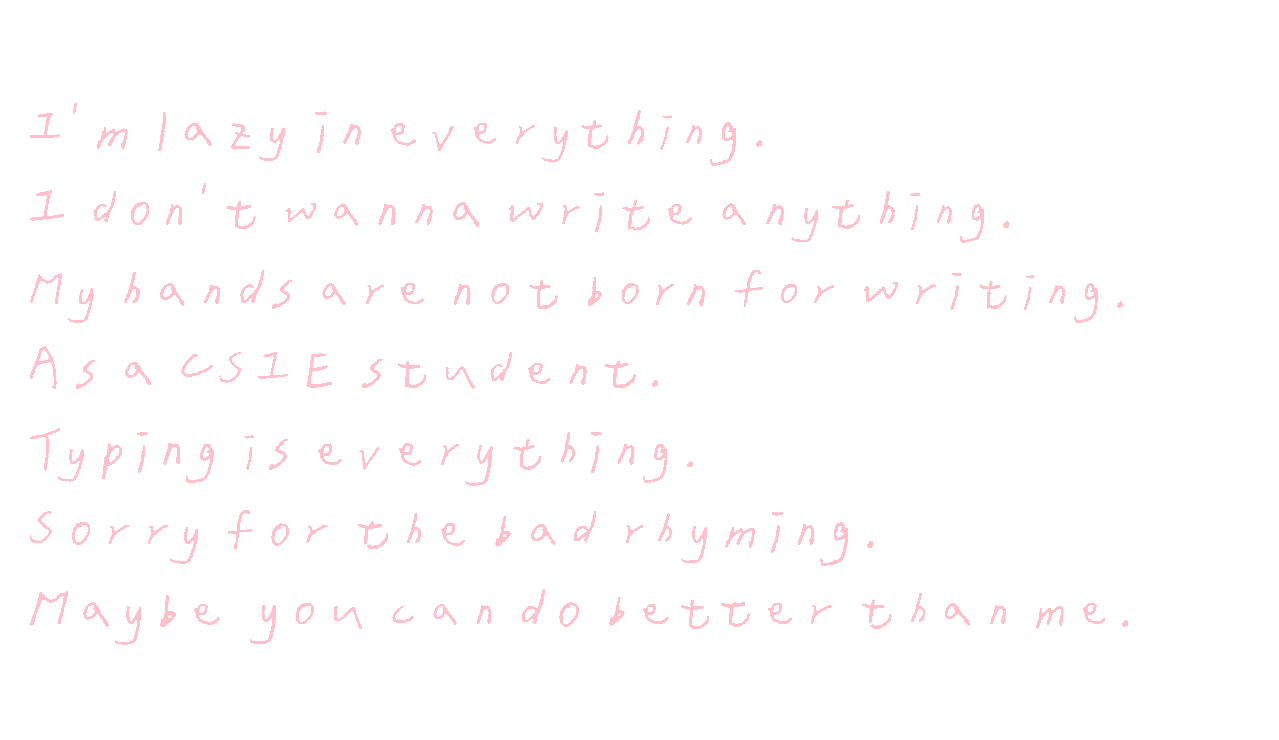 I'm lazy in everything.
I don't wanna write anything.
My hands are not born for writing.
As a CSIE student.
Typing is everything.
Sorry for the bad rhyming.
Maybe you can do better than me.